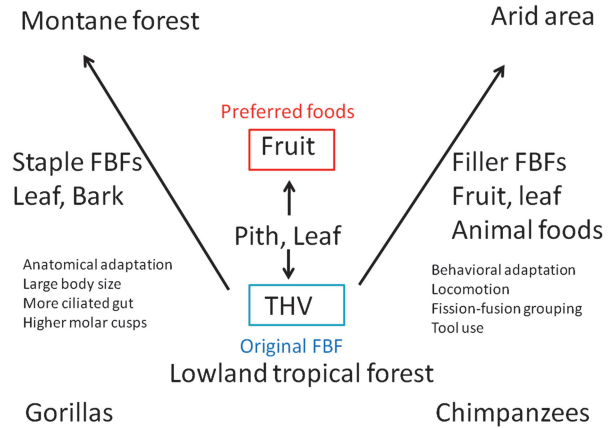 Montane forest
Arid area
Preferred foods
Fruit
Staple FBFs
Leaf, Bark
Filler FBFs
Fruit, leaf
Animal foods
Pith, Leaf
Anatomical adaptation
Large body size
More ciliated gut
Higher molar cusps
Behavioral adaptation
Locomotion
Fission-fusion grouping
Tool use
THV
Original FBF
Lowland tropical forest
Gorillas
Chimpanzees